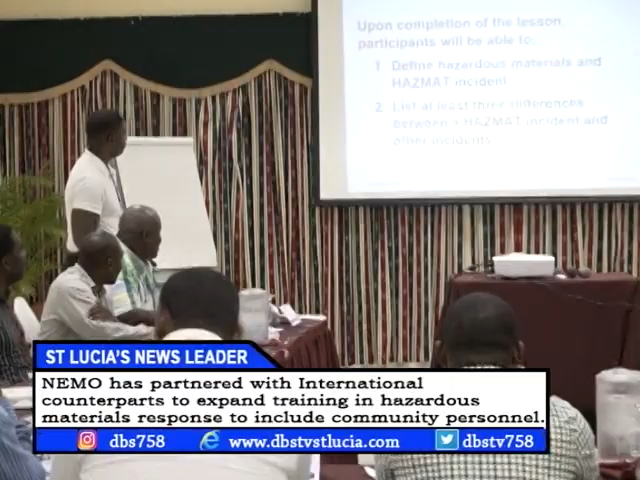 Upon completion of the lesson,
participants will be able to:
1. Define hazardous materials and
HAZMAT incident
2. List at least three differences
between a HAZMAT incident and
other incidents
ST LUCIA'S NEWS LEADER
NEMO has partnered with International
counterparts to expand training in hazardous
materials response to include community personnel.
dbs758 www.dbstvstlucia.com dbstv758